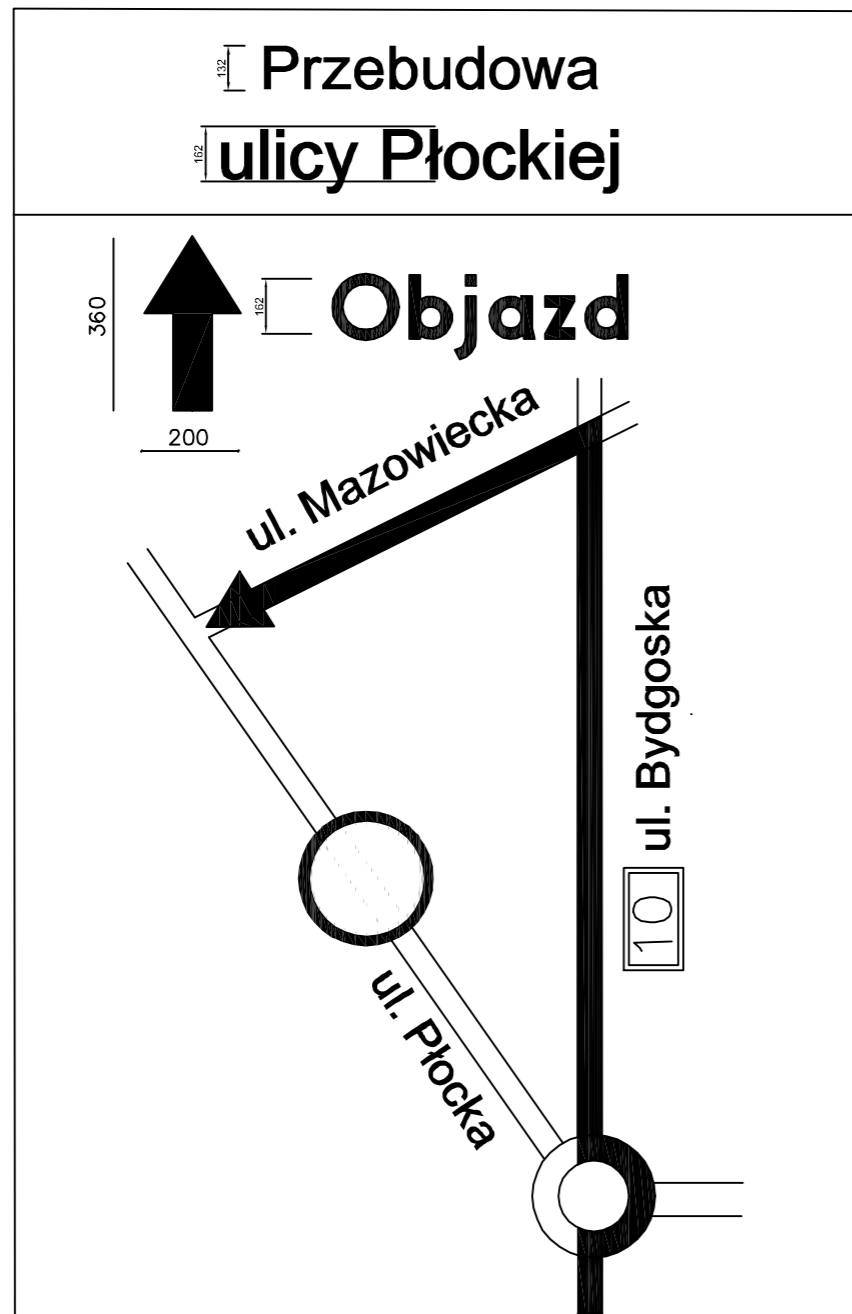 132
Przebudowa
162
ulicy Płockiej
360
200
162
Objazd
ul. Mazowiecka
ul. Bydgoska
10
ul. Płocka